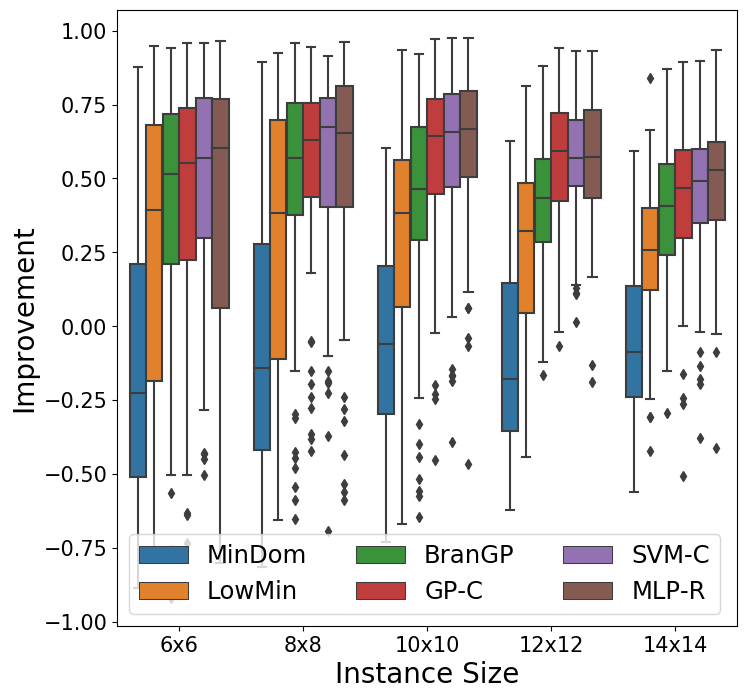 1.00
0.75
0.50
0.25
0.00
−0.25
−0.50
−0.75
−1.00
Improvement
MinDom BranGP SVM-C
LowMin GP-C MLP-R
6x6 8x8 10x10 12x12 14x14
Instance Size